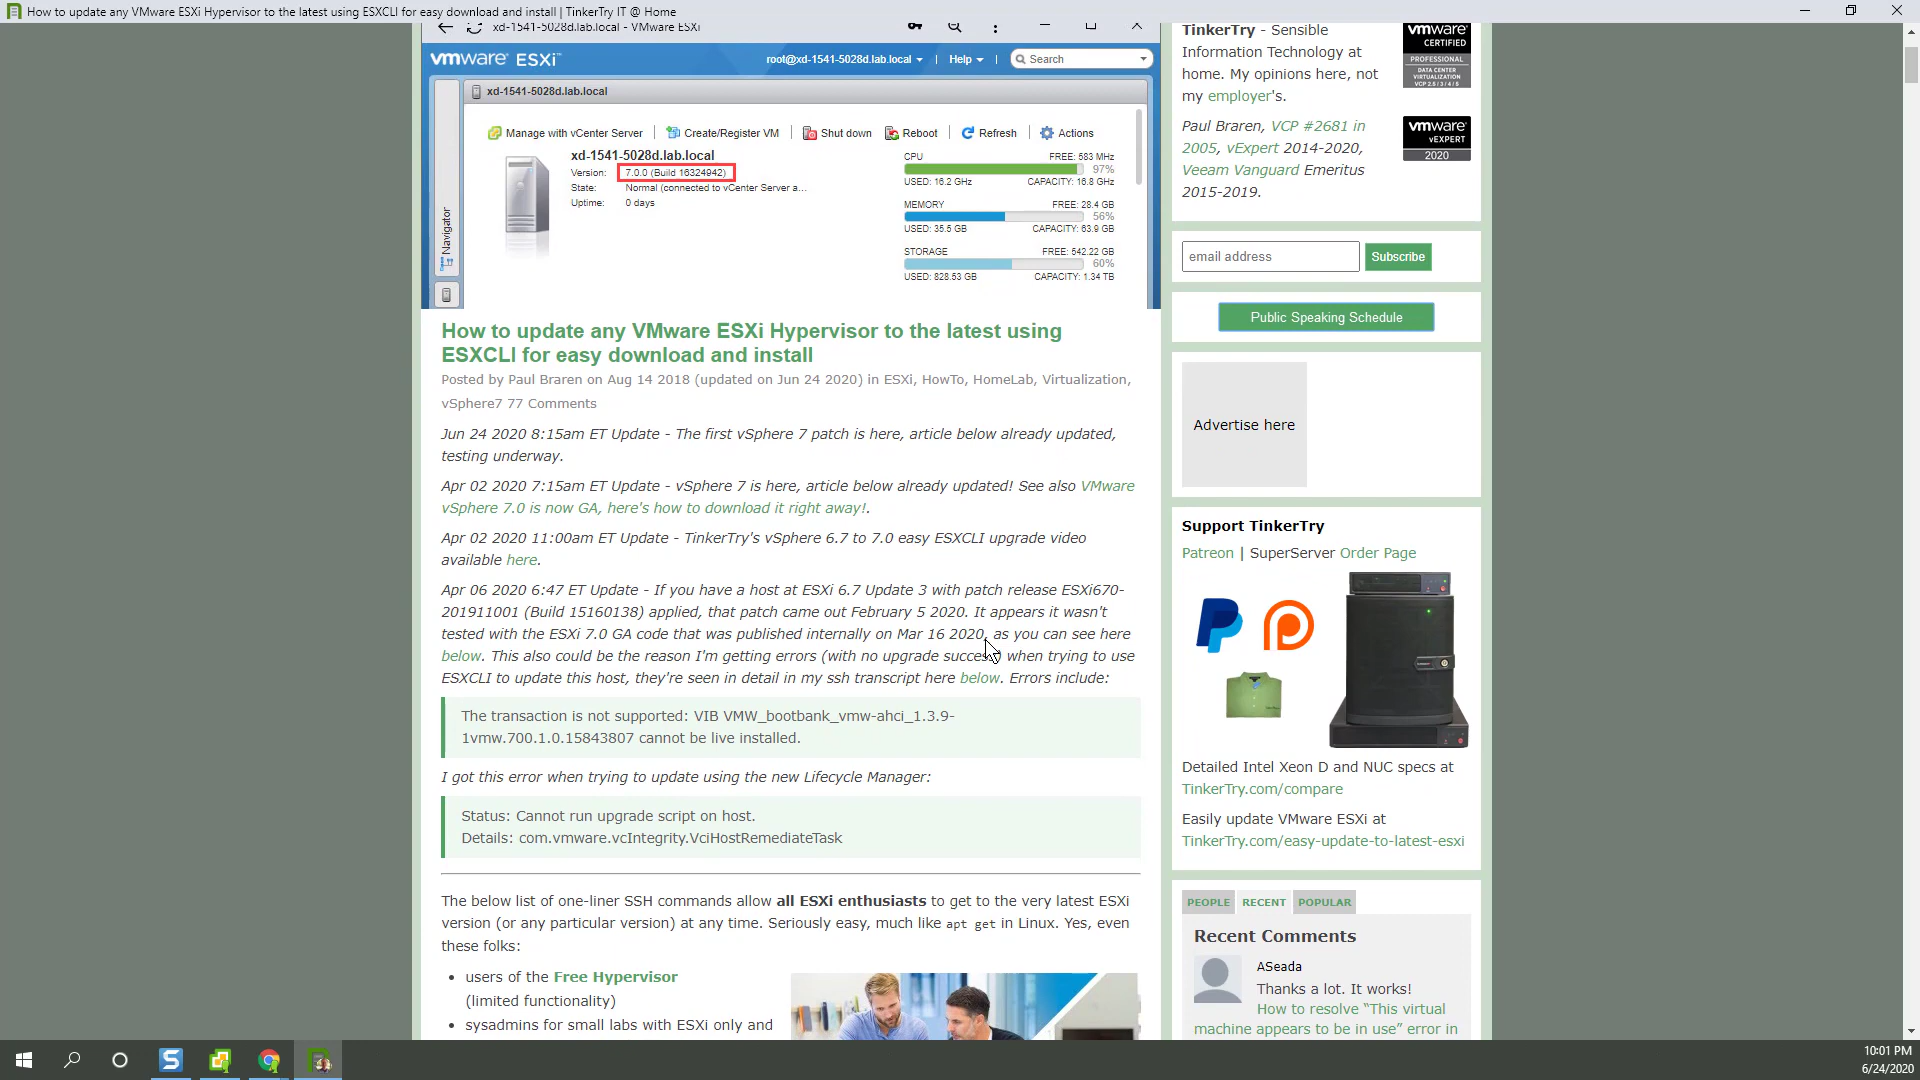 How to update any VMware ESXi Hypervisor to the latest using ESXCLI for easy download and install | TinkerTry IT @ Home
xd-1541-5028d.lab.local - VMware ESXi
vmware ESXi™
root@xd-1541-5028d.lab.local
|
Help
|
Search
Navigator
xd-1541-5028d.lab.local
Manage with vCenter Server
Create/Register VM
Shut down
Reboot
Refresh
Actions
xd-1541-5028d.lab.local
Version: 7.0.0 (Build 16324942)
State: Normal (connected to vCenter Server a...
Uptime: 0 days
CPU FREE: 583 MHz
97%
USED: 16.2 GHz CAPACITY: 16.8 GHz
MEMORY FREE: 28.4 GB
56%
USED: 35.5 GB CAPACITY: 63.9 GB
STORAGE FREE: 542.22 GB
60%
USED: 828.53 GB CAPACITY: 1.34 TB
How to update any VMware ESXi Hypervisor to the latest using
ESXCLI for easy download and install
Posted by Paul Braren on Aug 14 2018 (updated on Jun 24 2020) in ESXi, HowTo, HomeLab, Virtualization,
vSphere7 77 Comments
Jun 24 2020 8:15am ET Update - The first vSphere 7 patch is here, article below already updated,
testing underway.
Apr 02 2020 7:15am ET Update - vSphere 7 is here, article below already updated! See also VMware
vSphere 7.0 is now GA, here's how to download it right away!.
Apr 02 2020 11:00am ET Update - TinkerTry's vSphere 6.7 to 7.0 easy ESXCLI upgrade video
available here.
Apr 06 2020 6:47 ET Update - If you have a host at ESXi 6.7 Update 3 with patch release ESXi670-
201911001 (Build 15160138) applied, that patch came out February 5 2020. It appears it wasn't
tested with the ESXi 7.0 GA code that was published internally on Mar 16 2020, as you can see here
below. This also could be the reason I'm getting errors (with no upgrade success) when trying to use
ESXCLI to update this host, they're seen in detail in my ssh transcript here below. Errors include:
The transaction is not supported: VIB VMW_bootbank_vmw-ahci_1.3.9-
1vmw.700.1.0.15843807 cannot be live installed.
I got this error when trying to update using the new Lifecycle Manager:
Status: Cannot run upgrade script on host.
Details: com.vmware.vcIntegrity.VciHostRemediateTask
The below list of one-liner SSH commands allow all ESXi enthusiasts to get to the very latest ESXi
version (or any particular version) at any time. Seriously easy, much like apt get in Linux. Yes, even
these folks:
• users of the Free Hypervisor
(limited functionality)
• sysadmins for small labs with ESXi only and
TinkerTry - Sensible
Information Technology at
home. My opinions here, not
my employer's.
Paul Braren, VCP #2681 in
2005, vExpert 2014-2020,
Veeam Vanguard Emeritus
2015-2019.
vmware
CERTIFIED
PROFESSIONAL
DATA CENTER
VIRTUALIZATION
VCP 2/3/4/5
vmware
vEXPERT
2020
email address
Subscribe
Public Speaking Schedule
Advertise here
Support TinkerTry
Patreon | SuperServer Order Page
Detailed Intel Xeon D and NUC specs at
TinkerTry.com/compare
Easily update VMware ESXi at
TinkerTry.com/easy-update-to-latest-esxi
PEOPLE RECENT POPULAR
Recent Comments
ASeada
Thanks a lot. It works!
How to resolve “This virtual
machine appears to be in use” error in
10:01 PM
6/24/2020